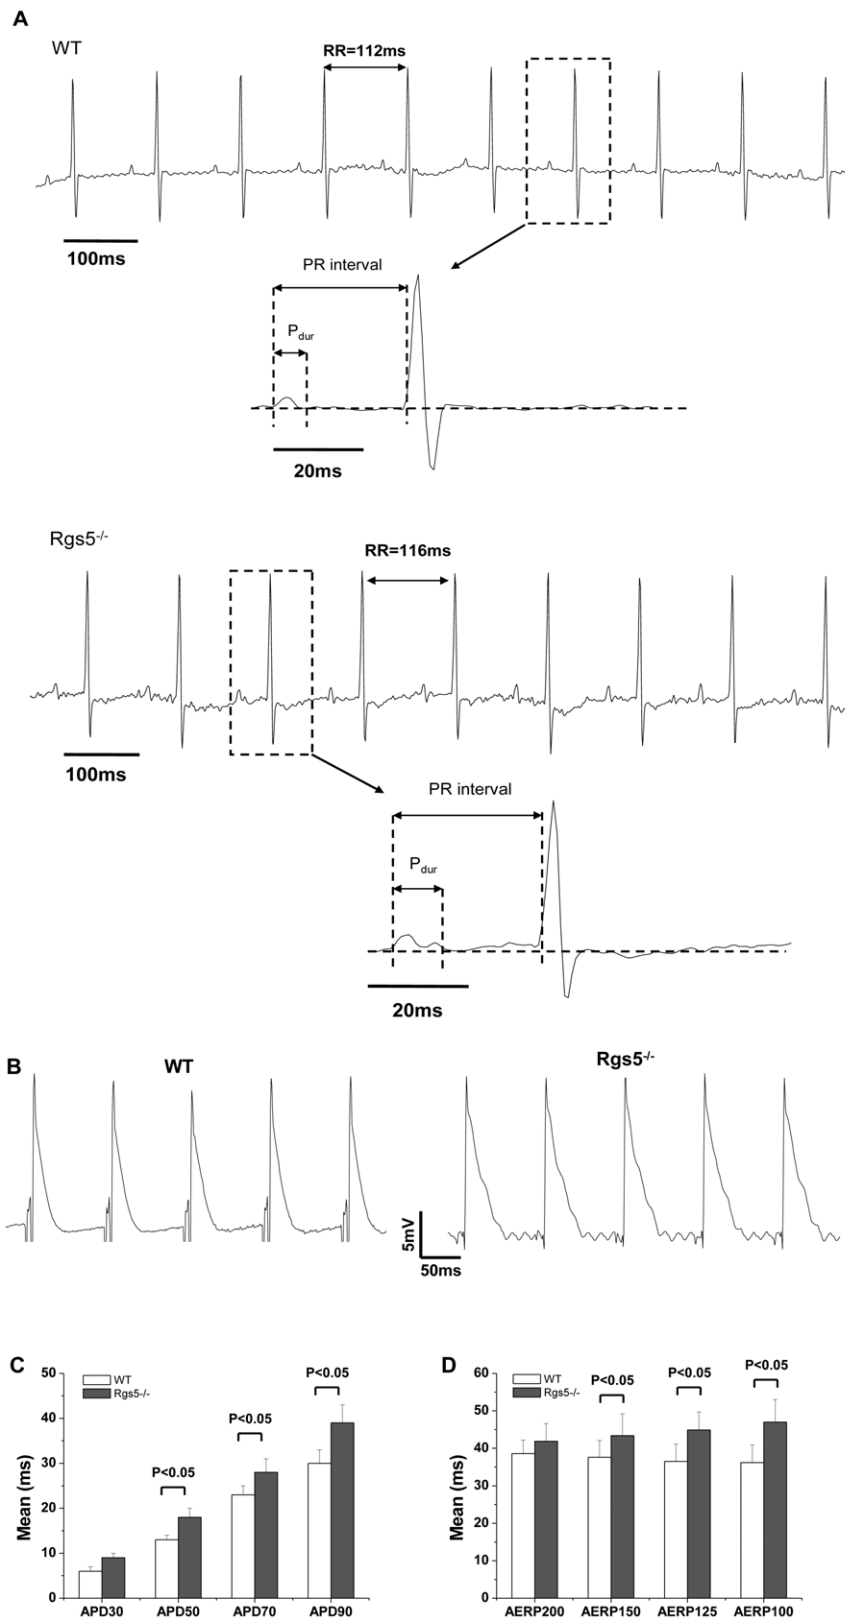 A
WT
RR=112ms
100ms
PR interval
P_dur
20ms
Rgs5-/-
RR=116ms
100ms
PR interval
P_dur
20ms
B
WT
Rgs5-/-
5mV
50ms
C
WT
Rgs5-/-
P<0.05
P<0.05
P<0.05
Mean (ms)
50
40
30
20
10
0
APD30 APD50 APD70 APD90
D
WT
Rgs5-/-
P<0.05
P<0.05
P<0.05
Mean (ms)
60
50
40
30
20
10
0
AERP200 AERP150 AERP125 AERP100